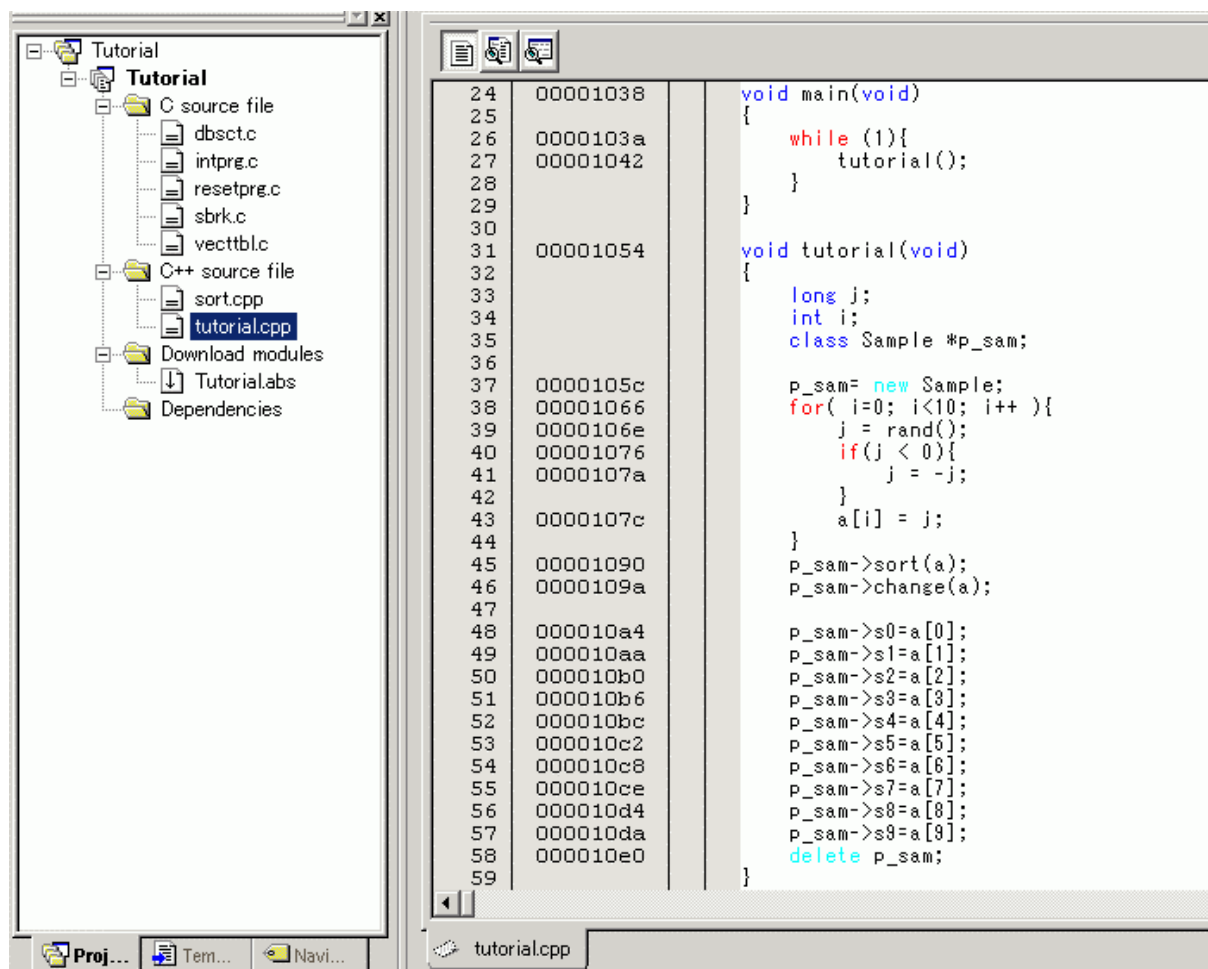 Tutorial
Tutorial
C source file
dbsct.c
intprg.c
resetprg.c
sbrk.c
vecttbl.c
C++ source file
sort.cpp
tutorial.cpp
Download modules
Tutorial.abs
Dependencies
Proj...
Tem...
Navi...
24 00001038 void main(void)
25 {
26 0000103a while (1){
27 00001042 tutorial();
28 }
29 }
30
31 00001054 void tutorial(void)
32 {
33 long j;
34 int i;
35 class Sample *p_sam;
36
37 0000105c p_sam= new Sample;
38 00001066 for( i=0; i<10; i++ ){
39 0000106e j = rand();
40 00001076 if(j < 0){
41 0000107a j = -j;
42 }
43 0000107c a[i] = j;
44 }
45 00001090 p_sam->sort(a);
46 0000109a p_sam->change(a);
47
48 000010a4 p_sam->s0=a[0];
49 000010aa p_sam->s1=a[1];
50 000010b0 p_sam->s2=a[2];
51 000010b6 p_sam->s3=a[3];
52 000010bc p_sam->s4=a[4];
53 000010c2 p_sam->s5=a[5];
54 000010c8 p_sam->s6=a[6];
55 000010ce p_sam->s7=a[7];
56 000010d4 p_sam->s8=a[8];
57 000010da p_sam->s9=a[9];
58 000010e0 delete p_sam;
59 }
tutorial.cpp